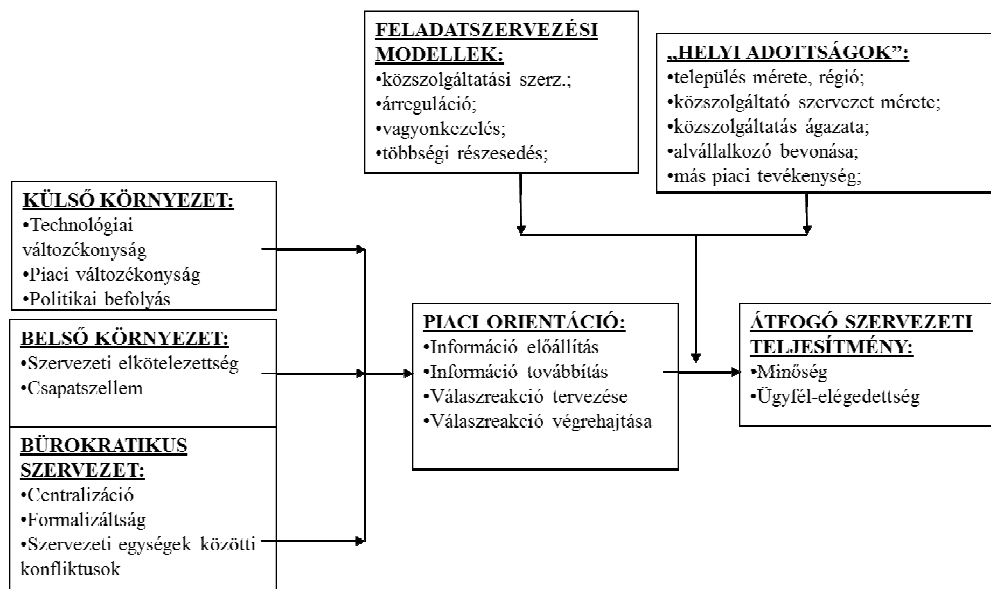 FELADATSZERVEZÉSI
MODELLEK:
•közszolgáltatási szerz.;
•árreguláció;
•vagyonkezelés;
•többségi részesedés;
„HELYI ADOTTSÁGOK”:
•település mérete, régió;
•közszolgáltató szervezet mérete;
•közszolgáltatás ágazata;
•alvállalkozó bevonása;
•más piaci tevékenység;
KÜLSŐ KÖRNYEZET:
•Technológiai
változékonyság
•Piaci változékonyság
•Politikai befolyás
BELSŐ KÖRNYEZET:
•Szervezeti elkötelezettség
•Csapatszellem
BÜROKRATIKUS
SZERVEZET:
•Centralizáció
•Formalizáltság
•Szervezeti egységek közötti
konfliktusok
PIACI ORIENTÁCIÓ:
•Információ előállítás
•Információ továbbítás
•Válaszreakció tervezése
•Válaszreakció végrehajtása
ÁTFOGÓ SZERVEZETI
TELJESÍTMÉNY:
•Minőség
•Ügyfél-elégedettség